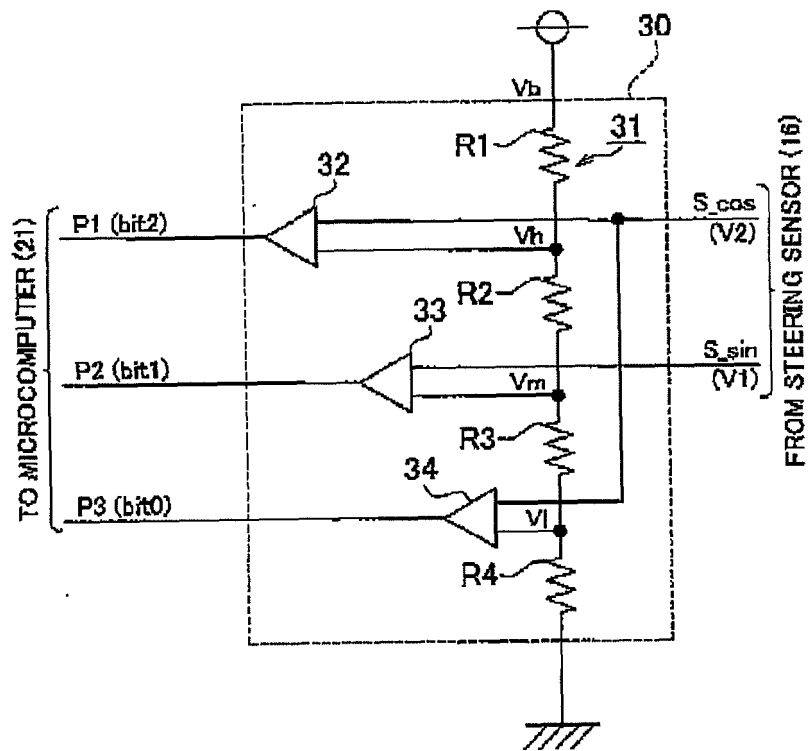 30
Vb
R1
31
32
P1 (bit2)
S_cos
(V2)
Vh
R2
33
P2 (bit1)
S_sin
(V1)
Vm
R3
34
P3 (bit0)
Vl
R4
TO MICROCOMPUTER (21)
FROM STEERING SENSOR (16)